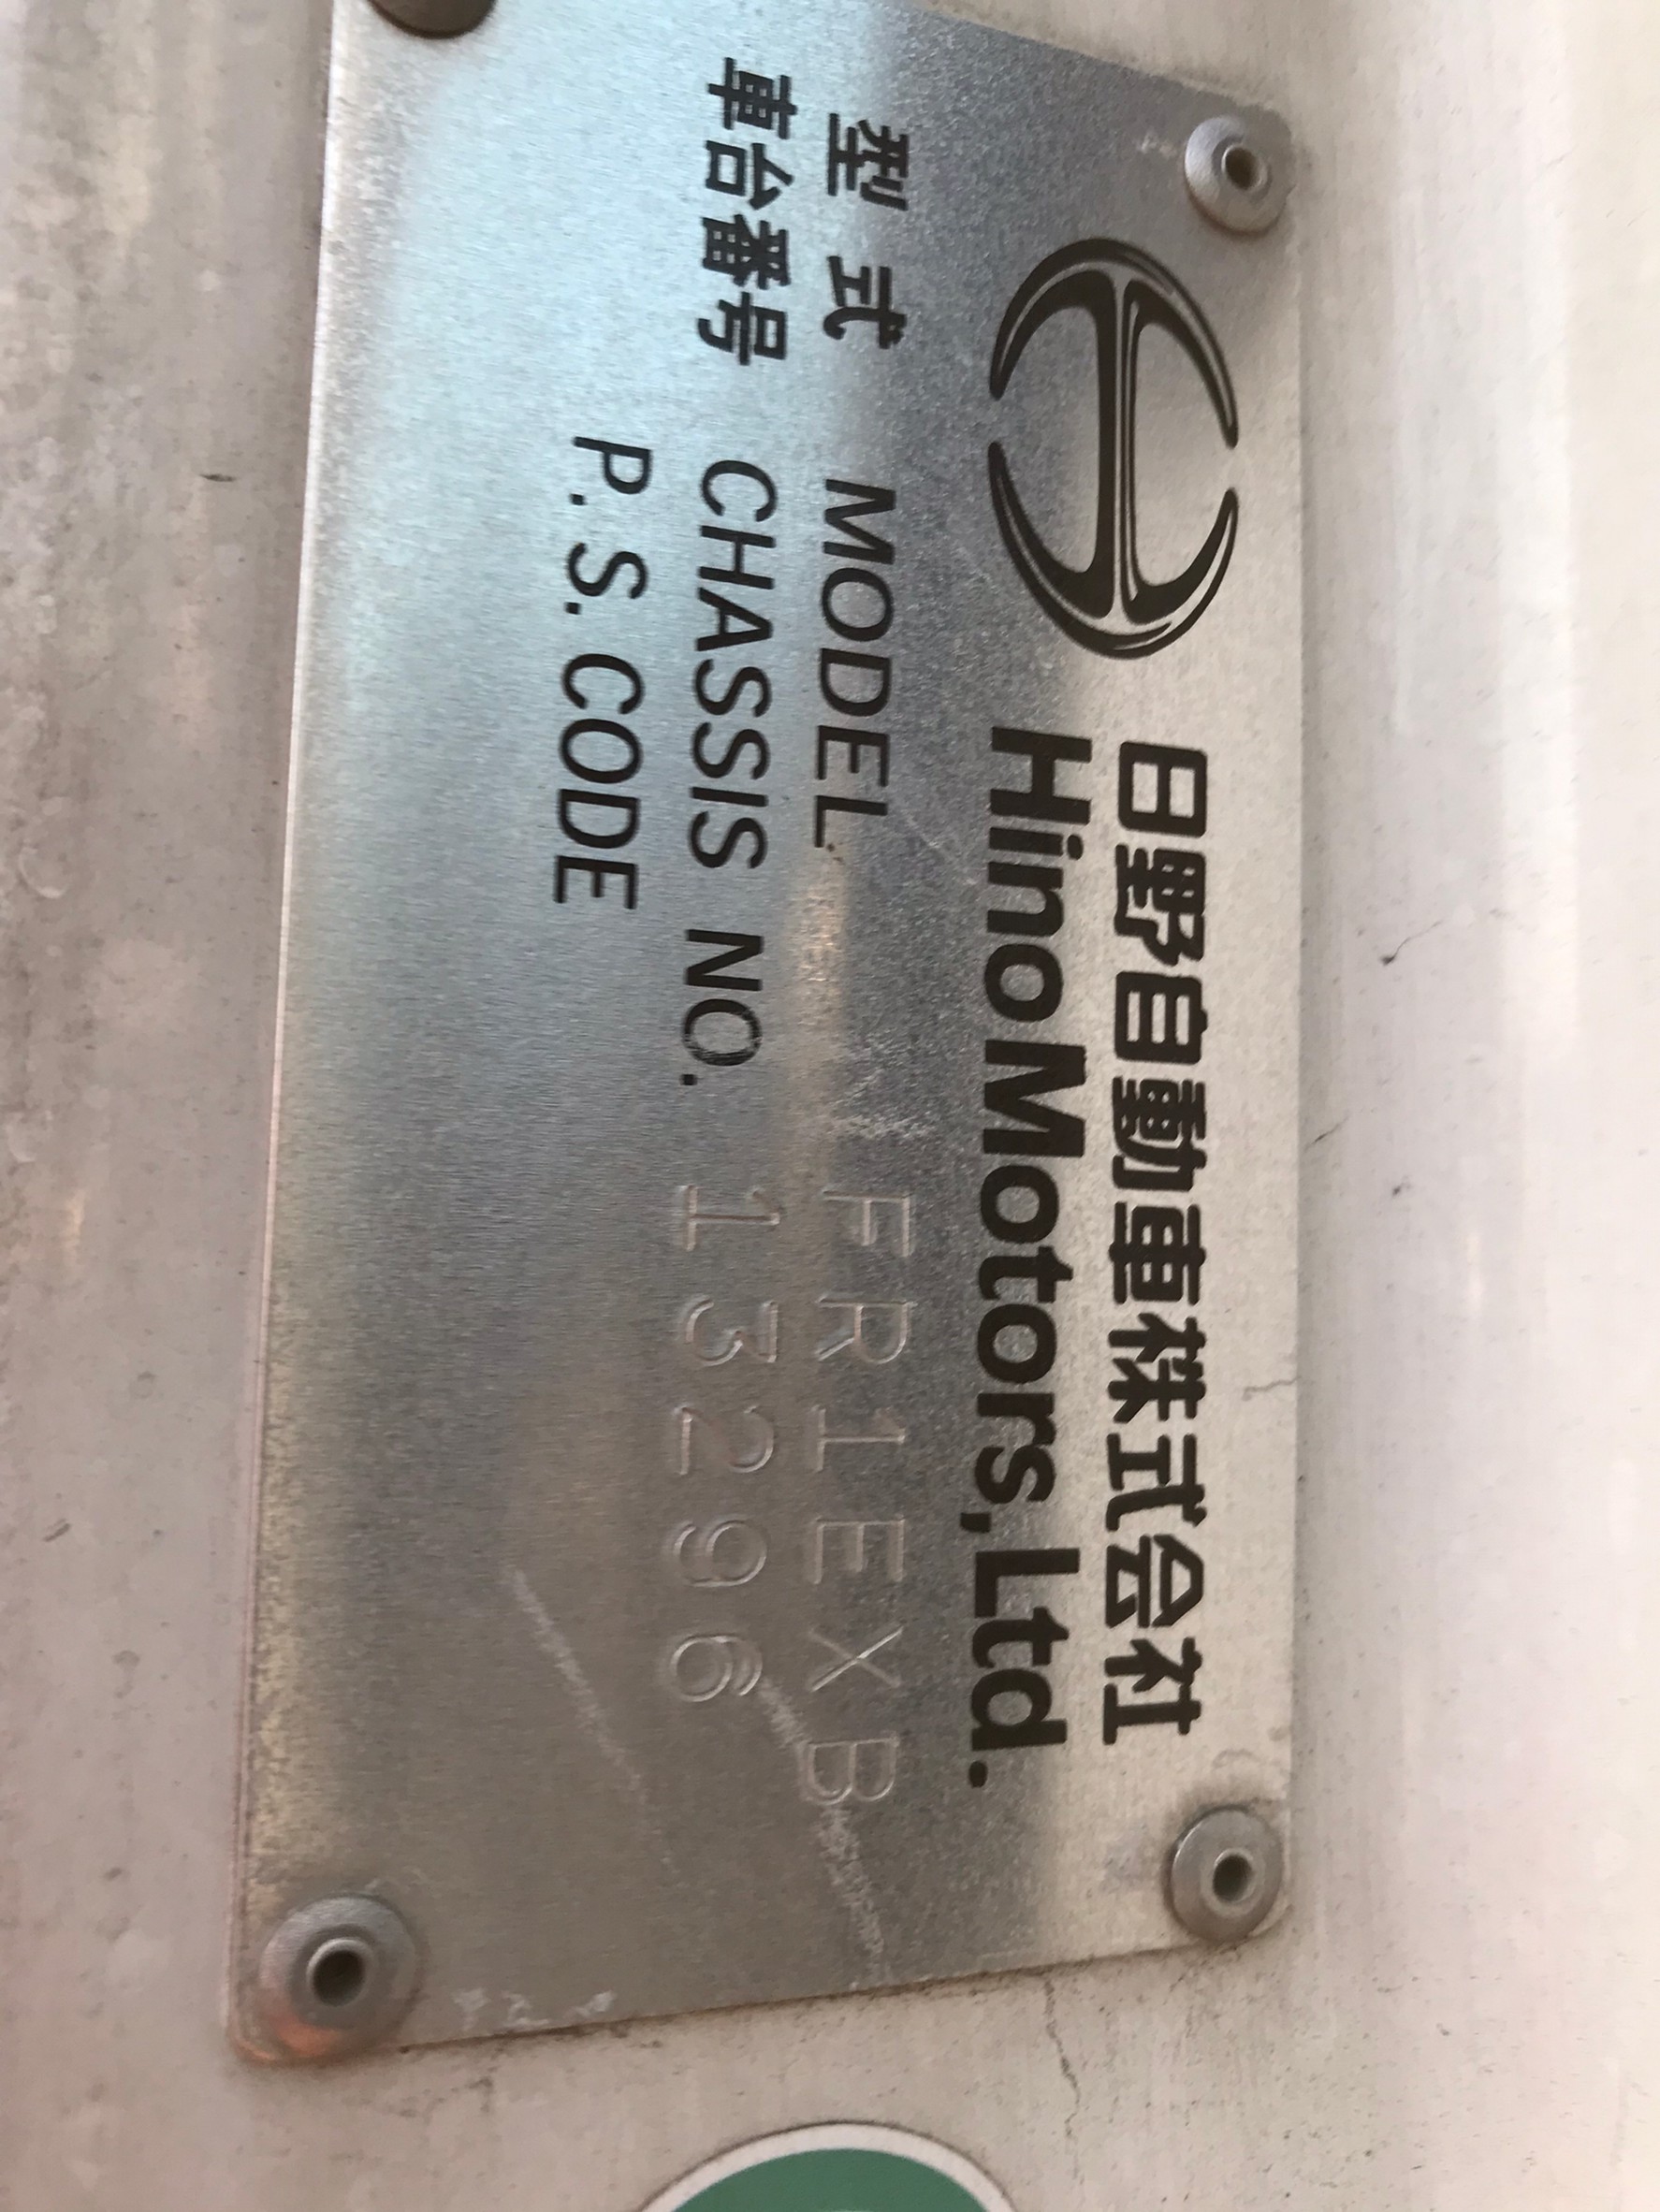 日野自動車株式会社
Hino Motors, Ltd.
型式 MODEL FR1EXB
車台番号 CHASSIS NO. 13296
P.S.CODE